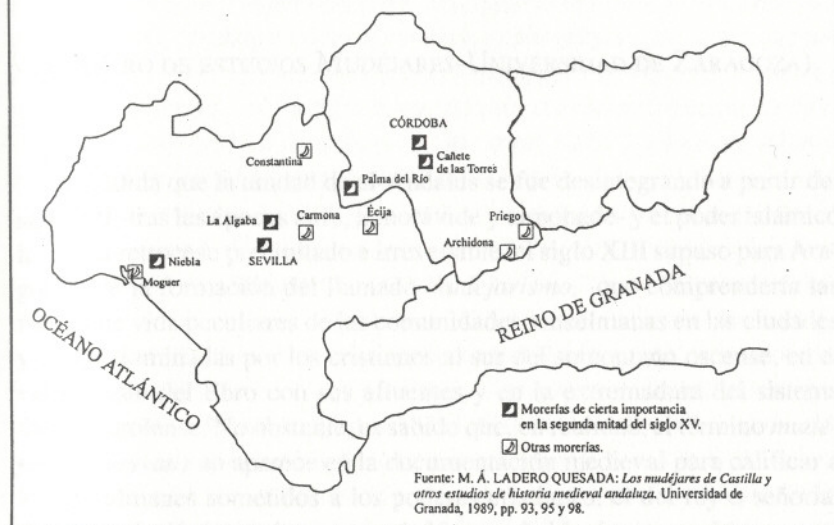 CÓRDOBA
Constantina
Cañete
de las Torres
Palma del Río
La Algaba
Carmona
Écija
Priego
SEVILLA
Archidona
Niebla
Moguer
OCÉANO ATLÁNTICO
REINO DE GRANADA
Morerías de cierta importancia
en la segunda mitad del siglo XV.
Otras morerías.
Fuente: M. Á. LADERO QUESADA: Los mudéjares de Castilla y
otros estudios de historia medieval andaluza. Universidad de
Granada, 1989, pp. 93, 95 y 98.